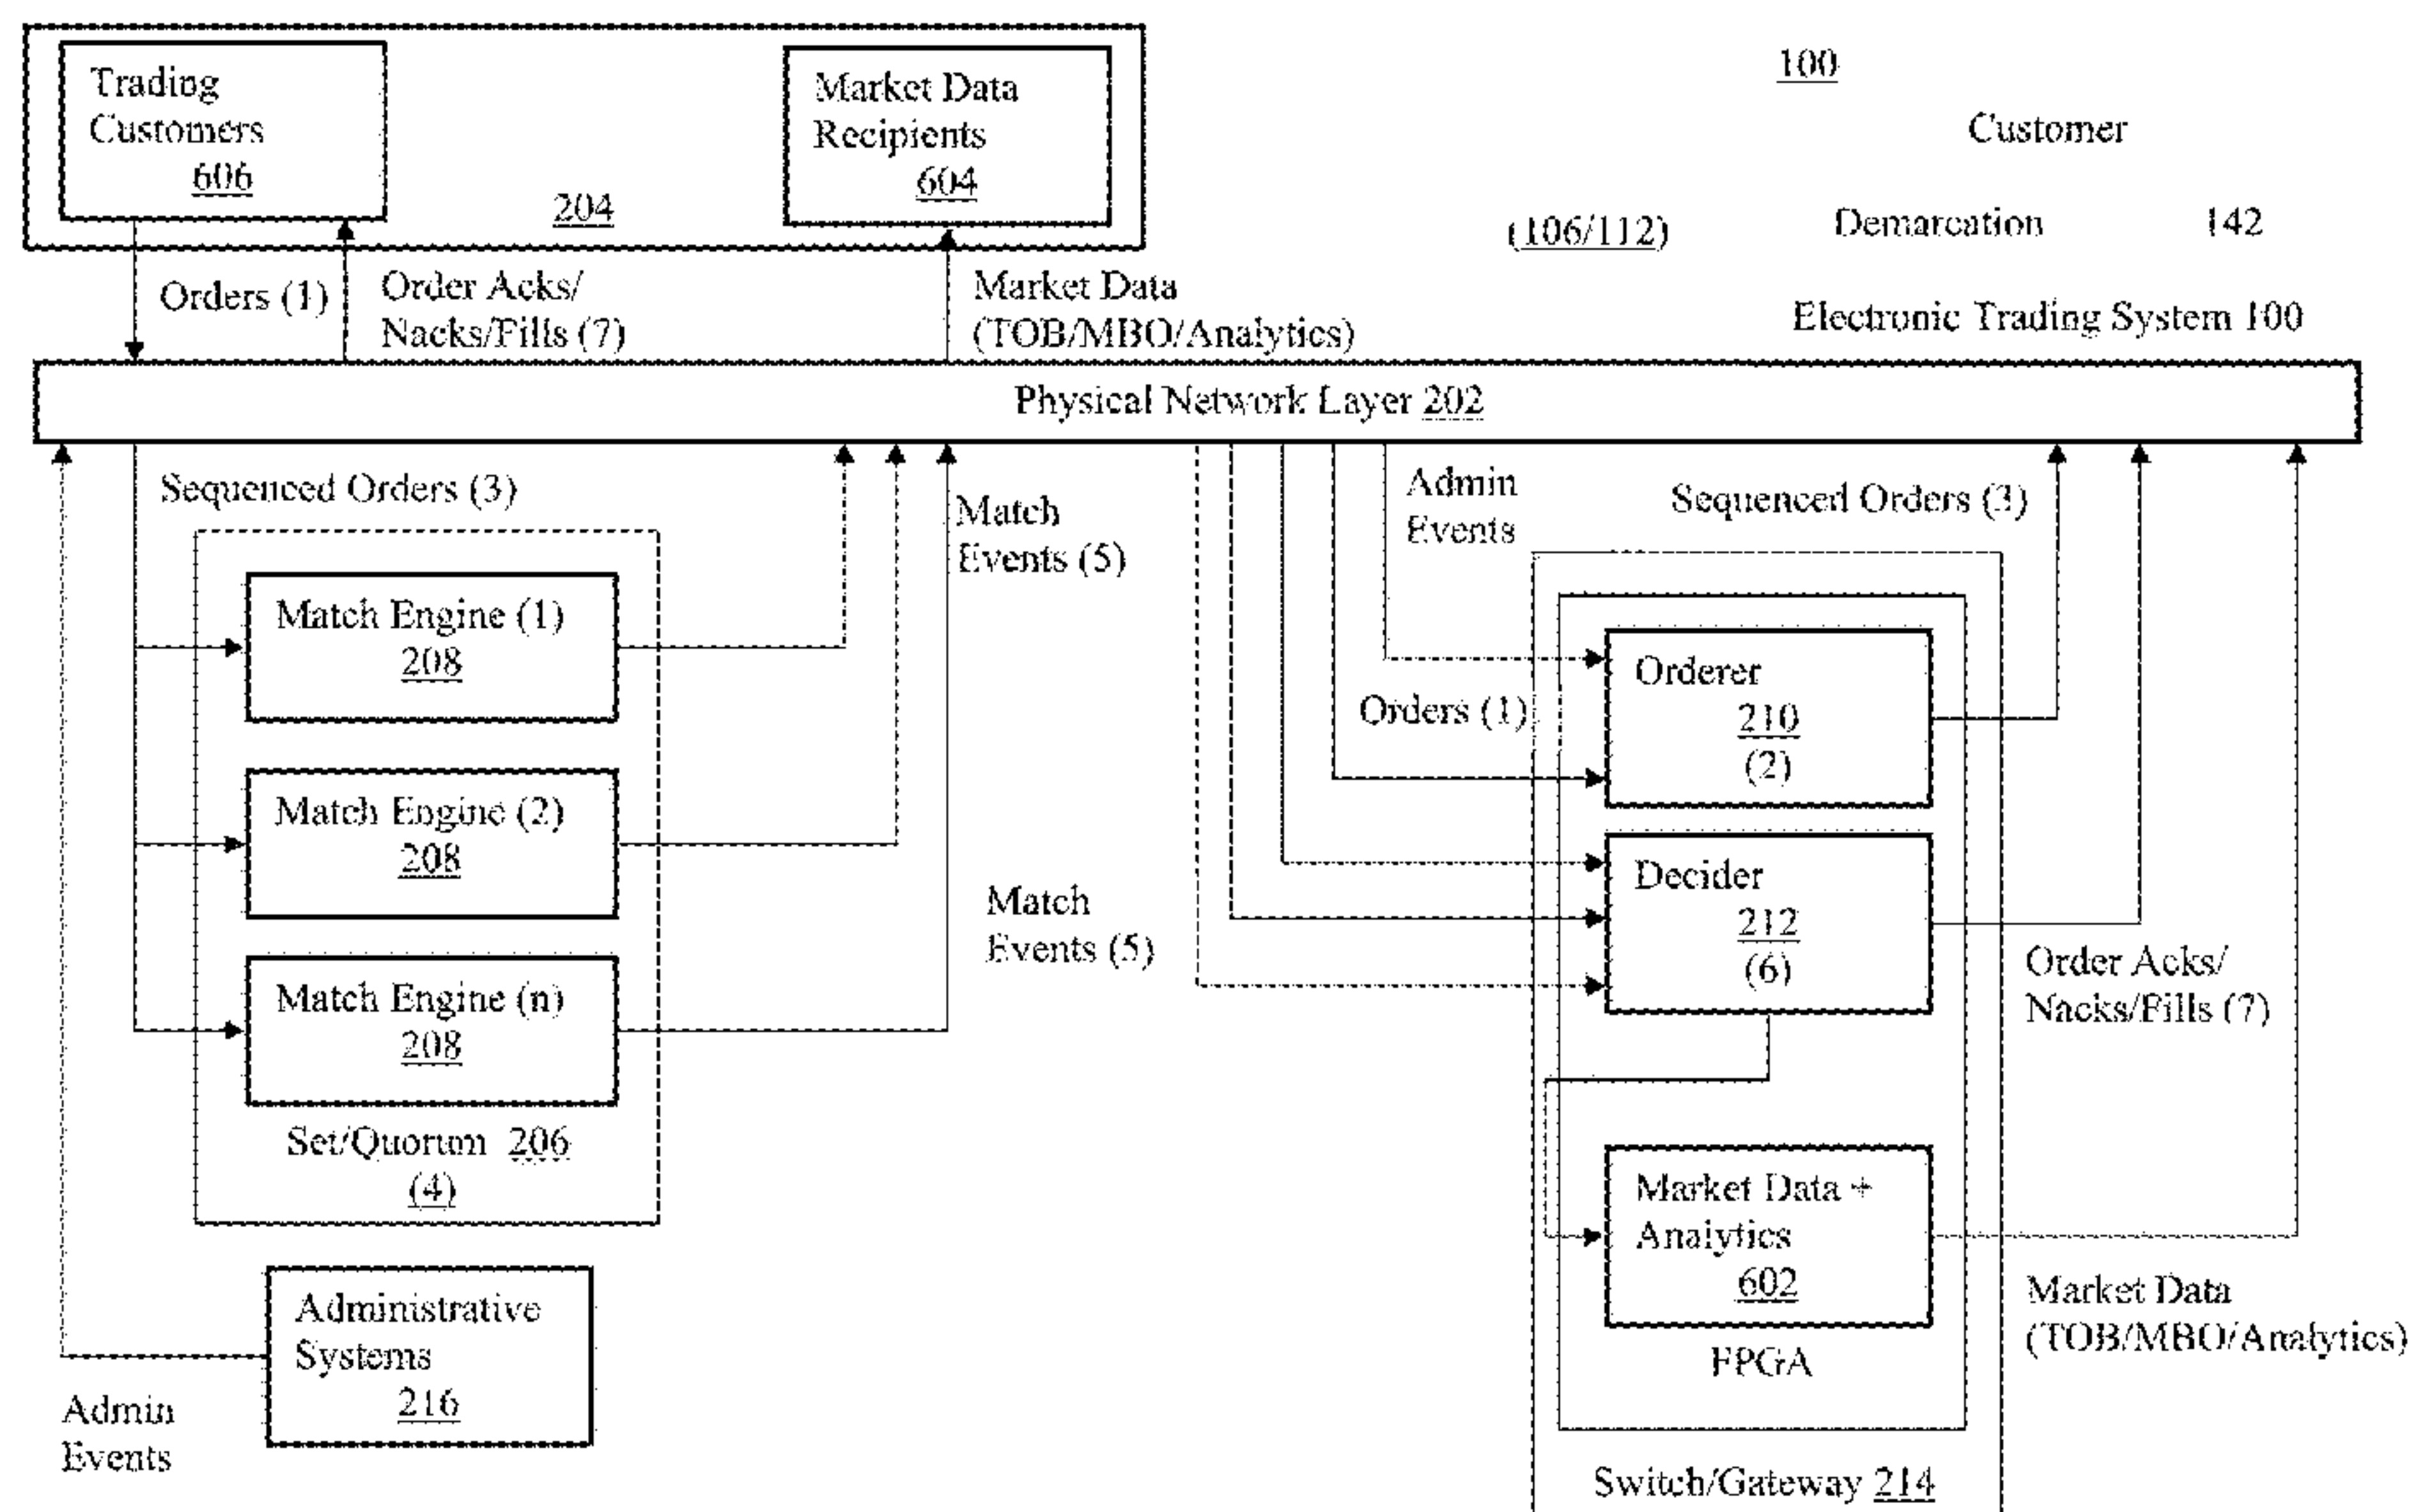 Trading
Customers
606
204
Market Data
Recipients
604
100
Customer
(106/112)
Demarcation
142
Electronic Trading System 100
Orders (1)
Order Acks/
Nacks/Fills (7)
Market Data
(TOB/MBO/Analytics)
Physical Network Layer 202
Sequenced Orders (3)
Match
Events (5)
Admin
Events
Sequenced Orders (3)
Match Engine (1)
208
Match Engine (2)
208
Match Engine (n)
208
Set/Quorum 206
(4)
Match
Events (5)
Orders (1)
Orderer
210
(2)
Decider
212
(6)
Order Acks/
Nacks/Fills (7)
Market Data +
Analytics
602
FPGA
Market Data
(TOB/MBO/Analytics)
Switch/Gateway 214
Administrative
Systems
216
Admin
Events